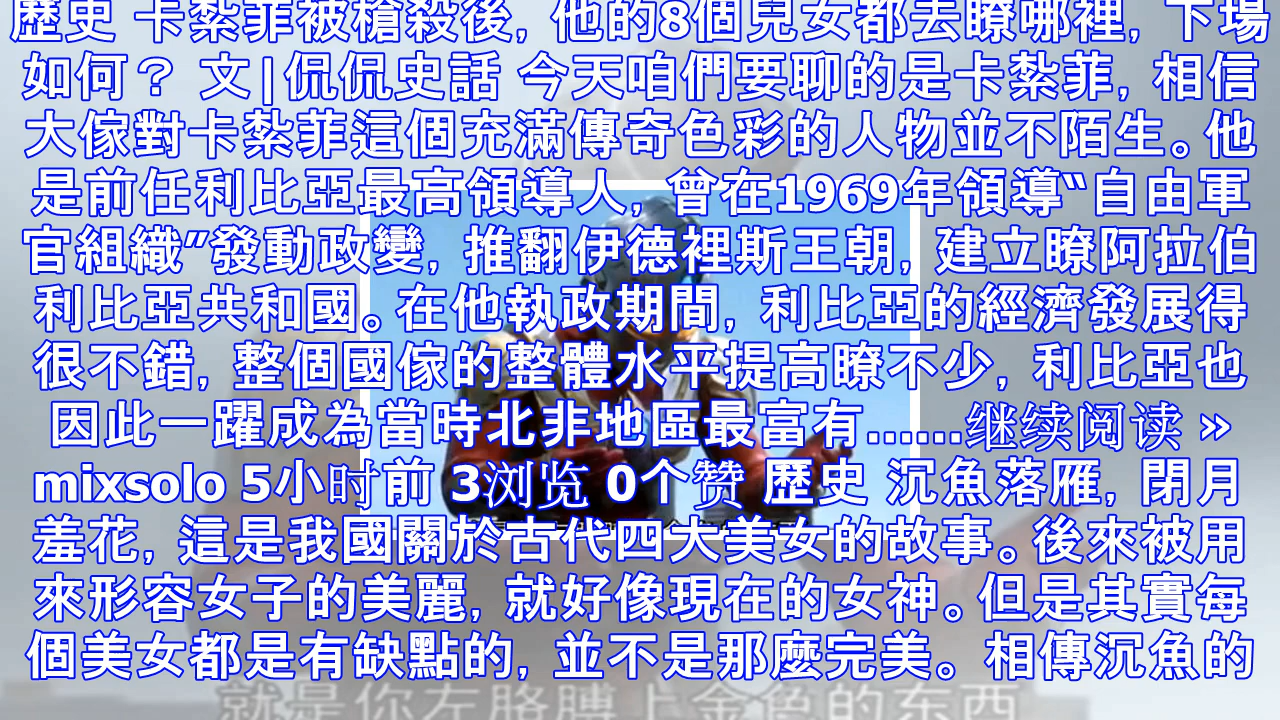 歷史 卡紮菲被槍殺後, 他的8個兒女都去瞭哪裡, 下場
如何？ 文|侃侃史話 今天咱們要聊的是卡紮菲, 相信
大傢對卡紮菲這個充滿傳奇色彩的人物並不陌生。他
是前任利比亞最高領導人, 曾在1969年領導“自由軍
官組織”發動政變, 推翻伊德裡斯王朝, 建立瞭阿拉伯
利比亞共和國。在他執政期間, 利比亞的經濟發展得
很不錯, 整個國傢的整體水平提高瞭不少, 利比亞也
因此一躍成為當時北非地區最富有......继续阅读 »
mixsolo 5小时前 3浏览 0个赞 歷史 沉魚落雁, 閉月
羞花, 這是我國關於古代四大美女的故事。後來被用
來形容女子的美麗, 就好像現在的女神。但是其實每
個美女都是有缺點的, 並不是那麼完美。相傳沉魚的
就是你左胳膊上金色的东西